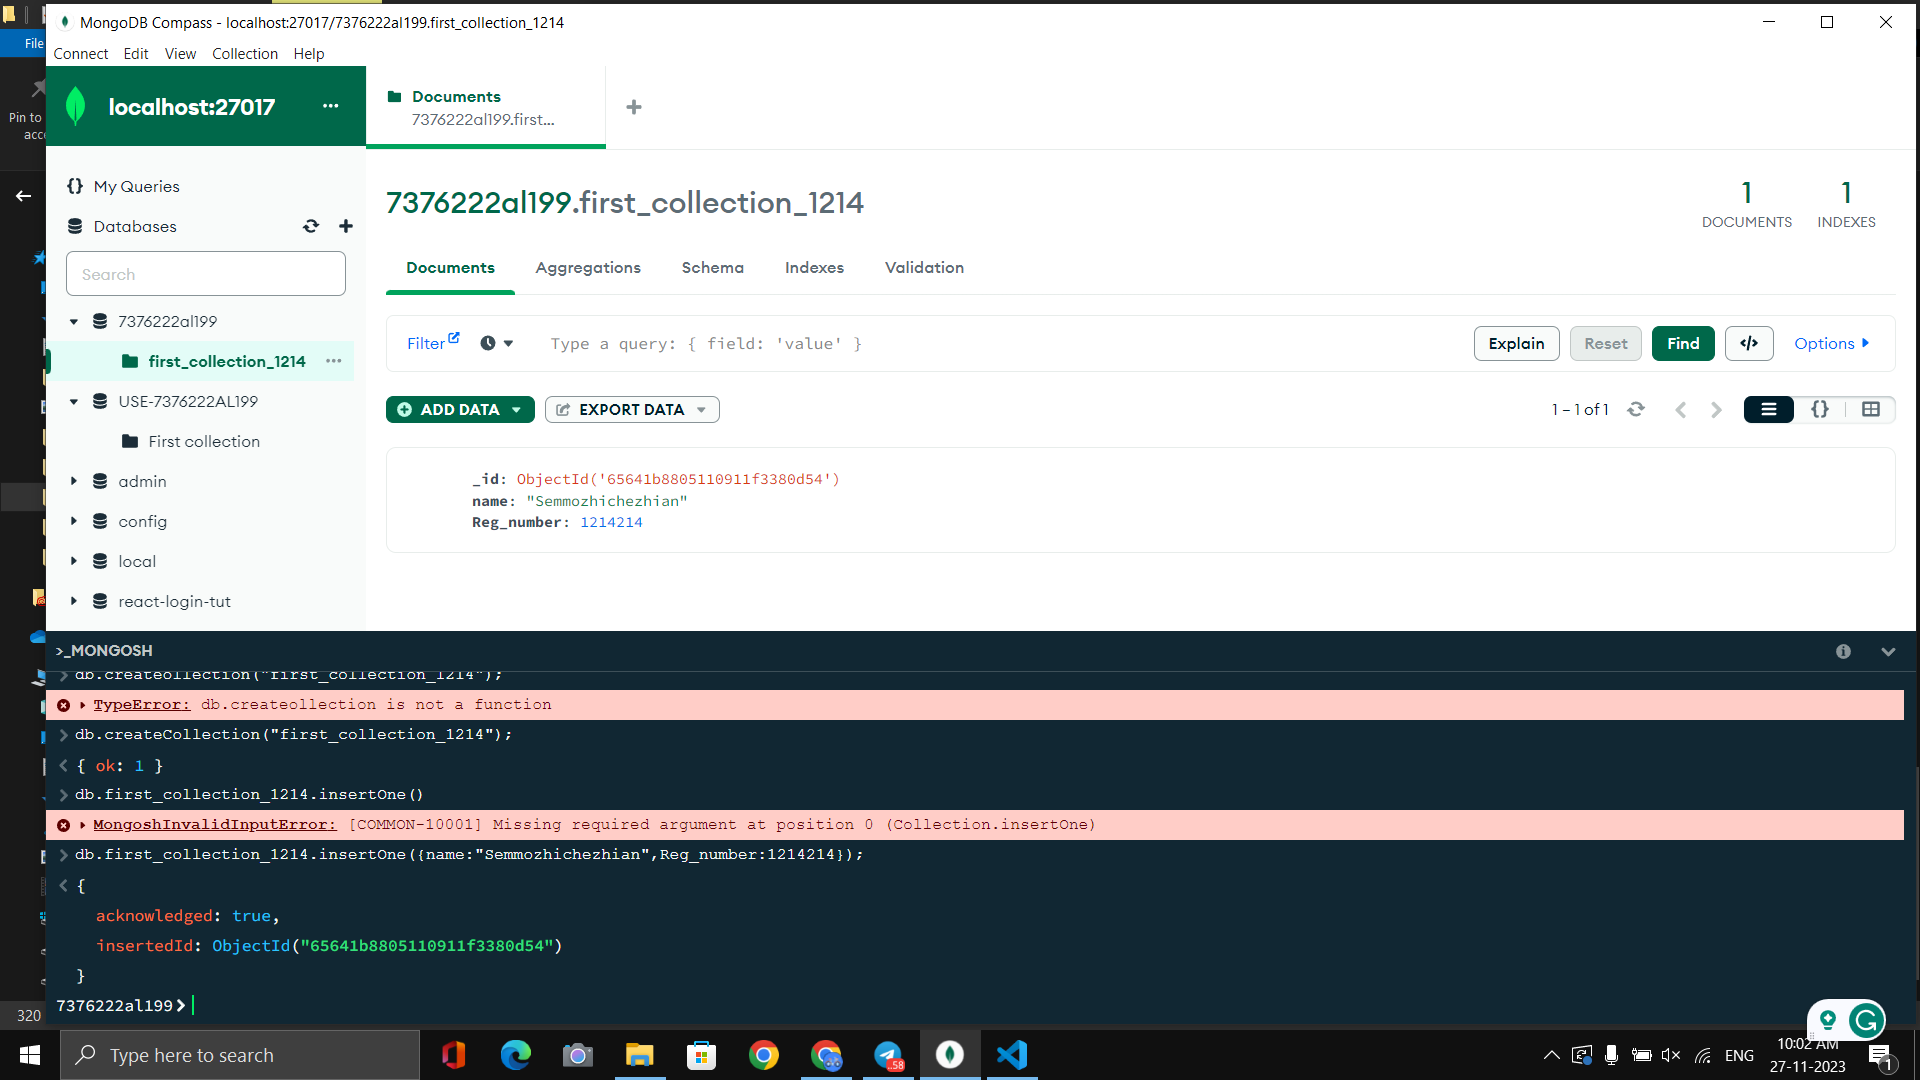 MongoDB Compass - localhost:27017/7376222al199.first_collection_1214
File
Connect Edit View Collection Help
localhost:27017
Documents
7376222al199.first...
Pin to
My Queries
Databases
Search
7376222al199
first_collection_1214
USE-7376222AL199
First collection
admin
config
local
react-login-tut
7376222al199.first_collection_1214
1
DOCUMENTS
1
INDEXES
Documents Aggregations Schema Indexes Validation
Filter
Type a query: { field: 'value' }
Explain Reset Find </> Options
ADD DATA EXPORT DATA
1 – 1 of 1
{}
_id: ObjectId('65641b8805110911f3380d54')
name: "Semmozhichezhian"
Reg_number: 1214214
>_MONGOSH
db.createollection("first_collection_1214");
TypeError: db.createollection is not a function
db.createCollection("first_collection_1214");
{ ok: 1 }
db.first_collection_1214.insertOne()
MongoshInvalidInputError: [COMMON-10001] Missing required argument at position 0 (Collection.insertOne)
db.first_collection_1214.insertOne({name:"Semmozhichezhian",Reg_number:1214214});
{
acknowledged: true,
insertedId: ObjectId("65641b8805110911f3380d54")
}
7376222al199>
320
Type here to search
58
ENG
10:02 AM
27-11-2023
1